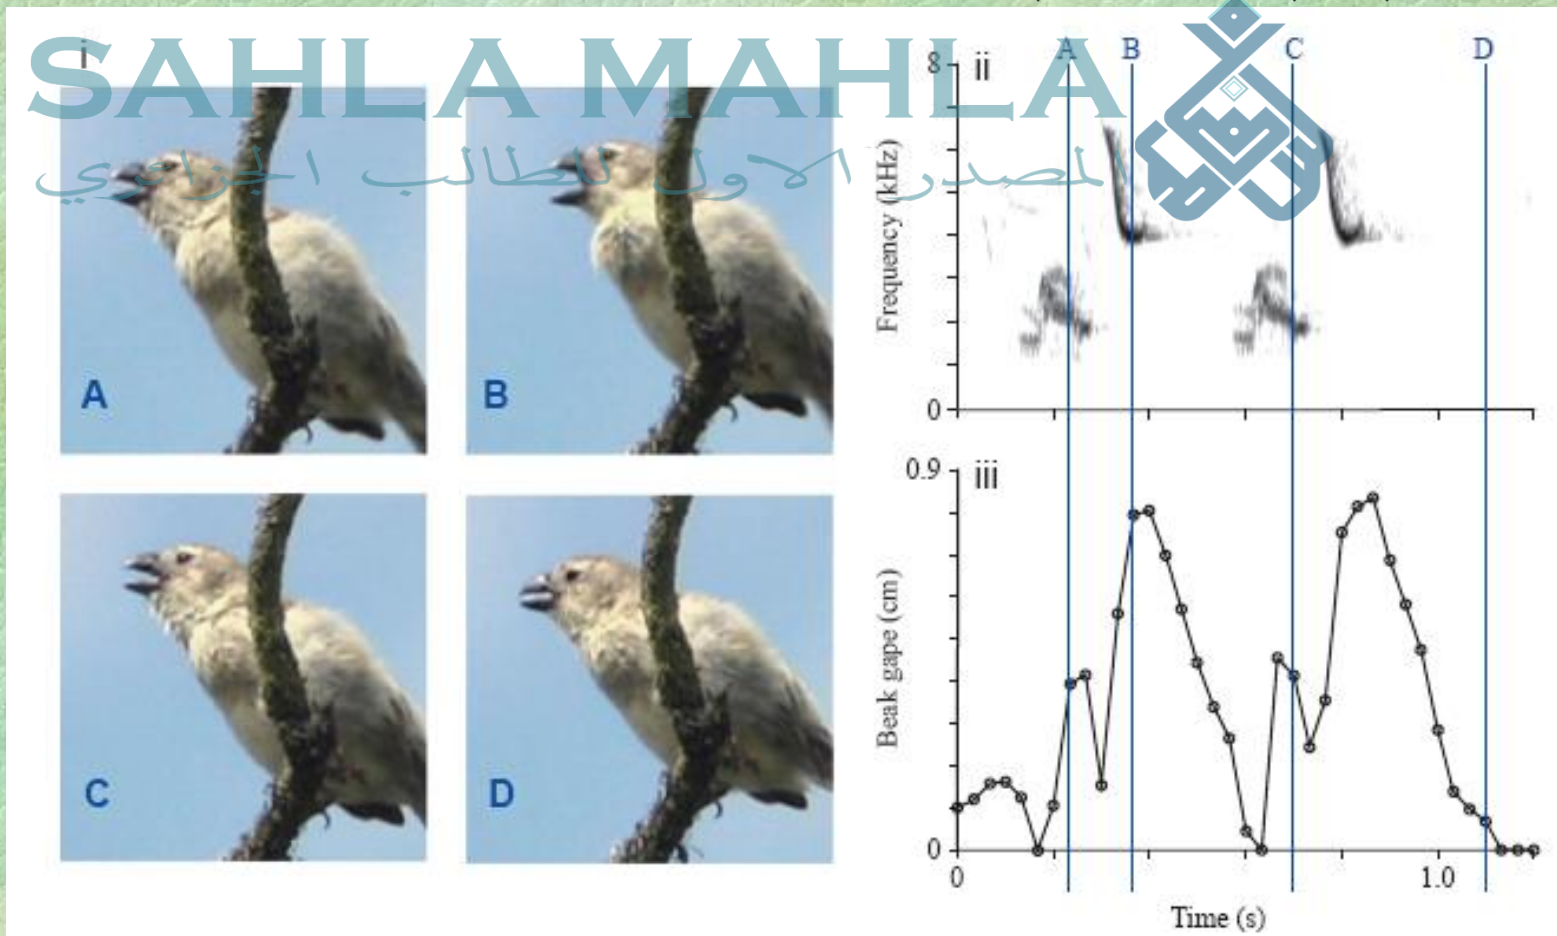 SAHLA MAHLA
المصدر الاول للطالب الجزائري
i
A
B
C
D
ii
A B C D
8
Frequency (kHz)
0
iii
0.9
Beak gape (cm)
0
0 1.0
Time (s)